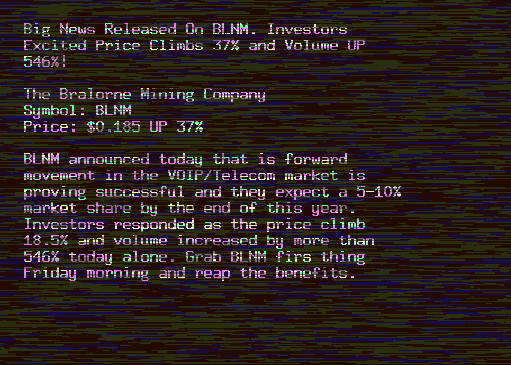 Big News Released On BLNM. Investors
Excited Price Climbs 37% and Volume UP
546%!
The Bralorne Mining Company
Symbol: BLNM
Price: $0.185 UP 37%
BLNM announced today that is forward
movement in the VOIP/Telecom market is
proving successful and they expect a 5-10%
market share by the end of this year.
Investors responded as the price climb
18.5% and volume increased by more than
546% today alone. Grab BLNM firs thing
Friday morning and reap the benefits.